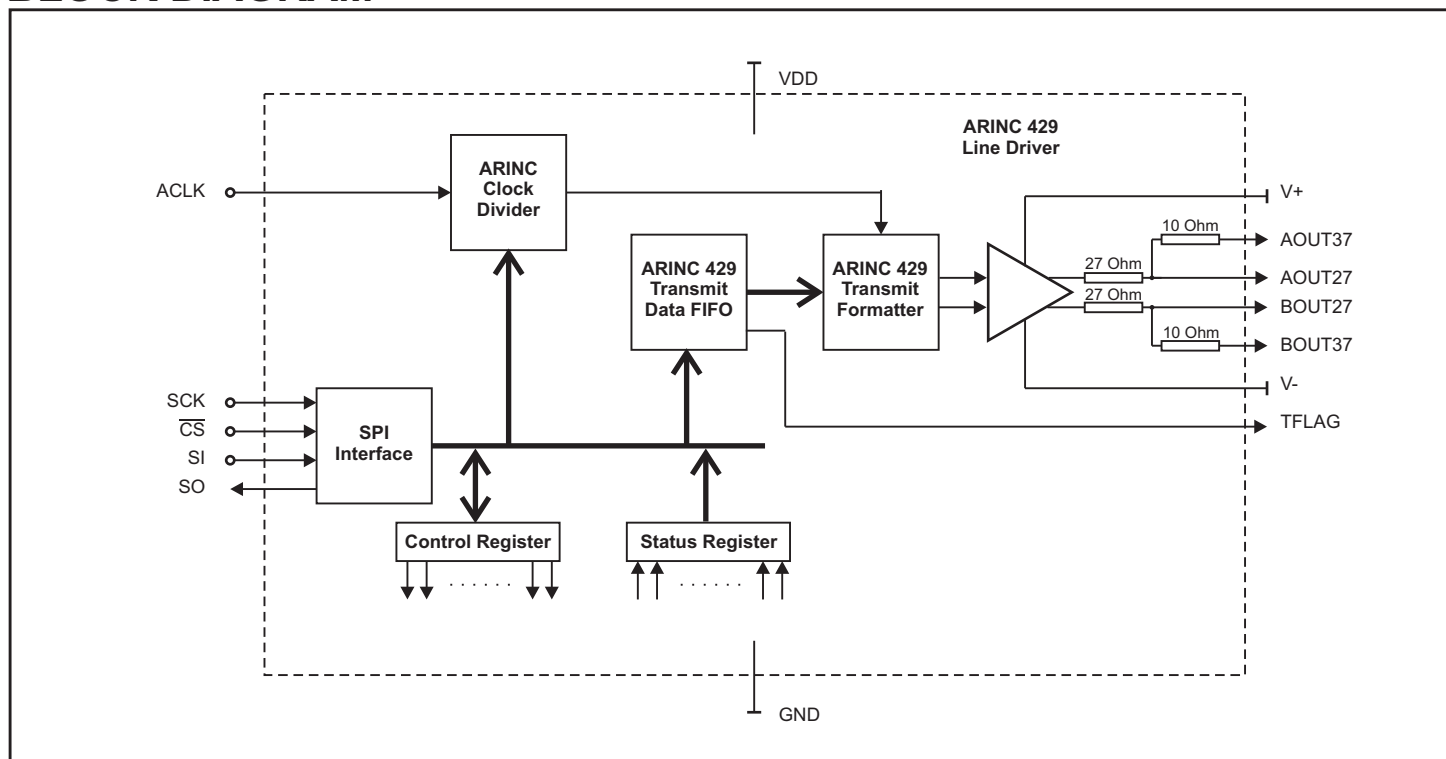 BLOCK DIAGRAM
VDD
ARINC 429
Line Driver
ARINC
Clock
Divider
ACLK
V+
10 Ohm
AOUT37
ARINC 429
Transmit
Data FIFO
ARINC 429
Transmit
Formatter
27 Ohm
AOUT27
27 Ohm
BOUT27
10 Ohm
BOUT37
V-
SCK
CS
SI
SO
SPI
Interface
TFLAG
Control Register
Status Register
. . . . . .
. . . . . .
GND